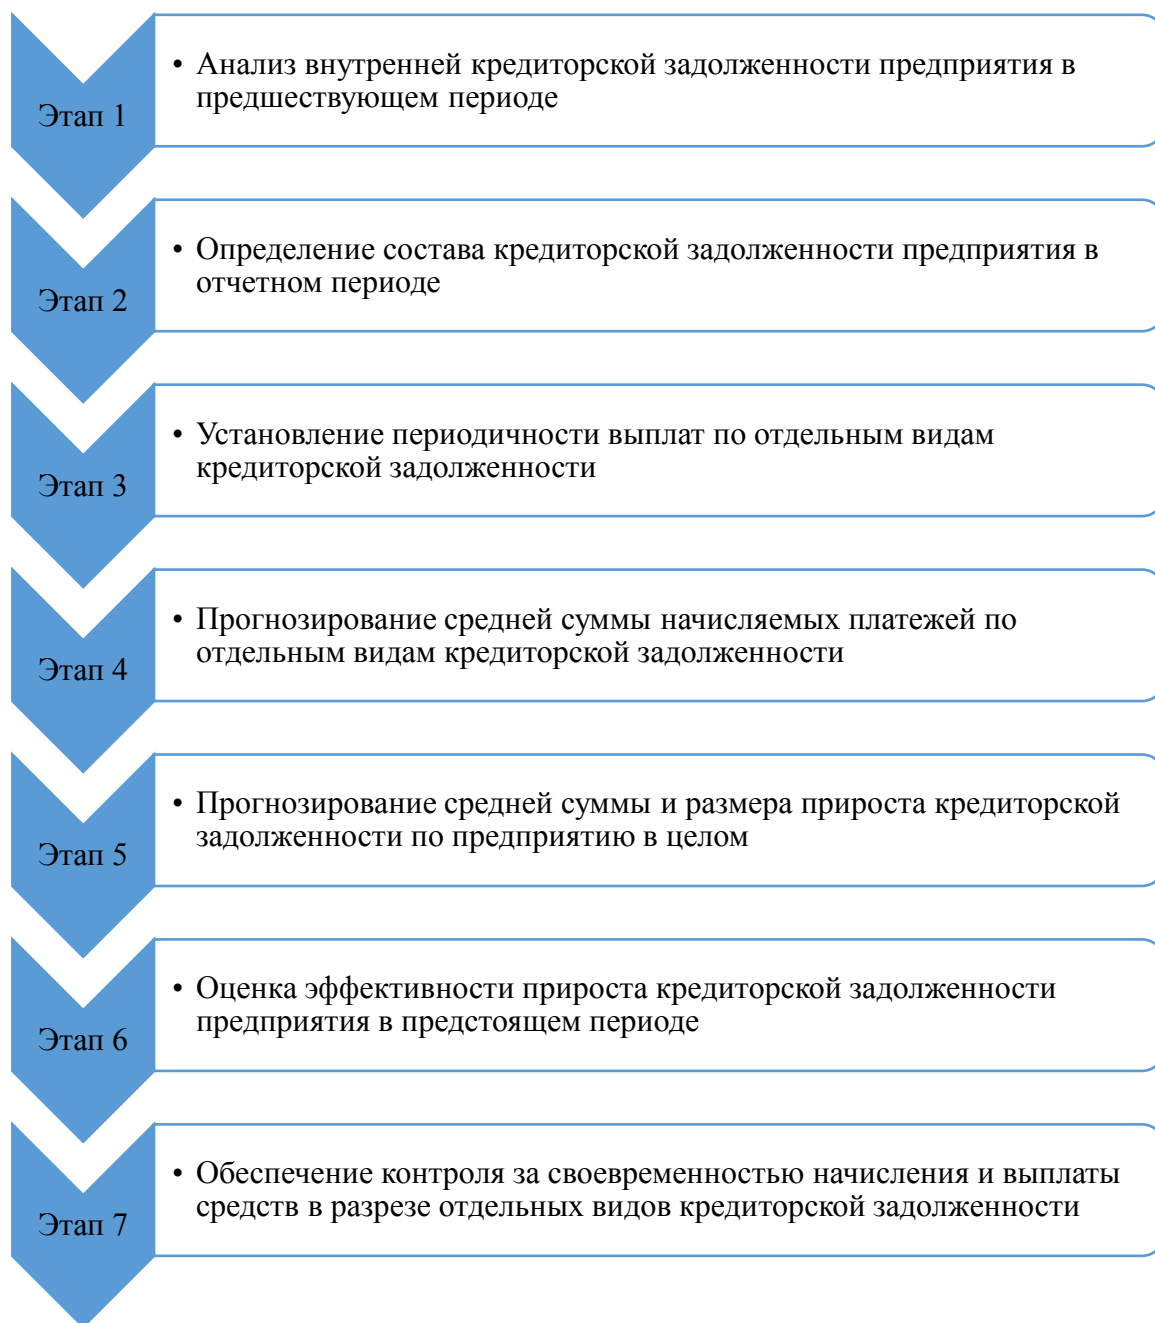 Этап 1
• Анализ внутренней кредиторской задолженности предприятия в
предшествующем периоде
Этап 2
• Определение состава кредиторской задолженности предприятия в
отчетном периоде
Этап 3
• Установление периодичности выплат по отдельным видам
кредиторской задолженности
Этап 4
• Прогнозирование средней суммы начисляемых платежей по
отдельным видам кредиторской задолженности
Этап 5
• Прогнозирование средней суммы и размера прироста кредиторской
задолженности по предприятию в целом
Этап 6
• Оценка эффективности прироста кредиторской задолженности
предприятия в предстоящем периоде
Этап 7
• Обеспечение контроля за своевременностью начисления и выплаты
средств в разрезе отдельных видов кредиторской задолженности